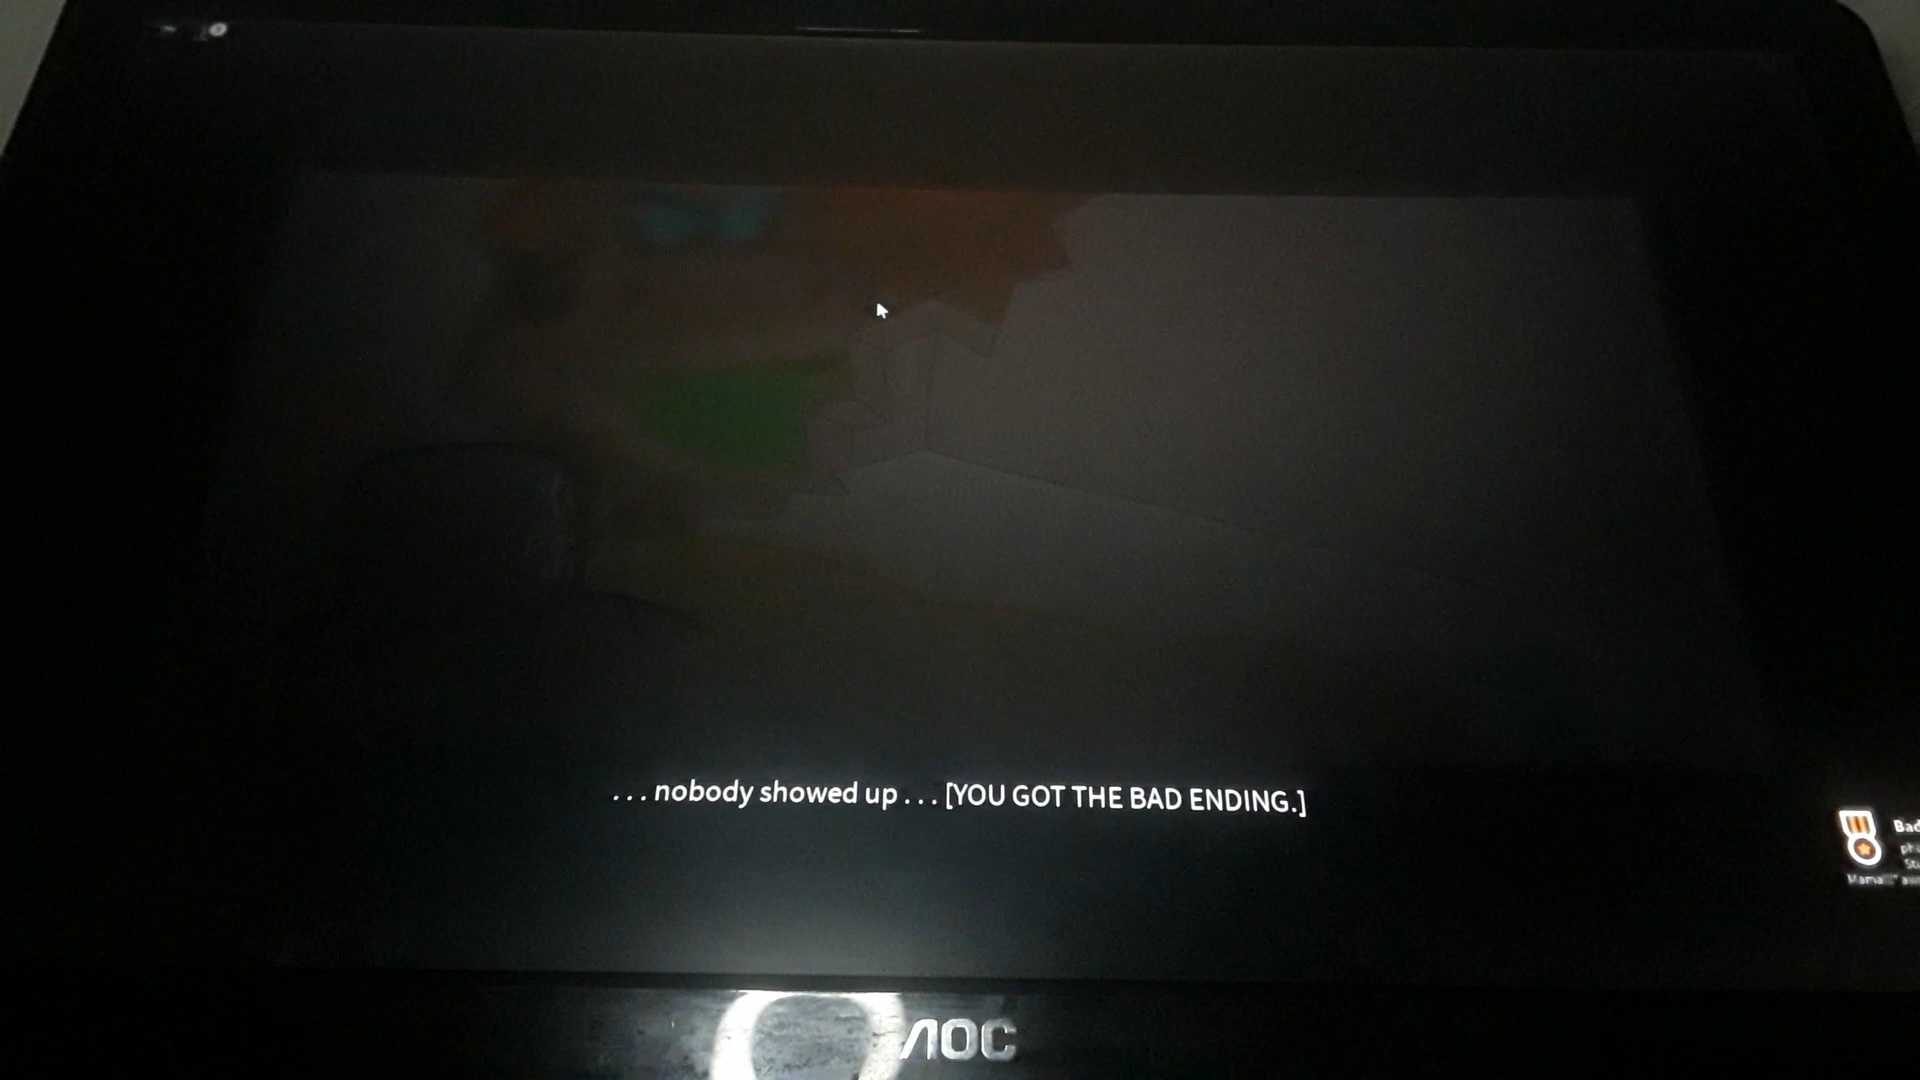 . . . nobody showed up . . . [YOU GOT THE BAD ENDING.]
AOC